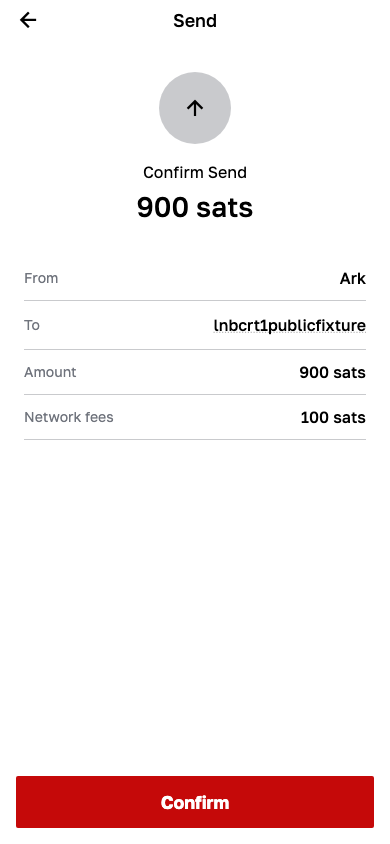 Send
Confirm Send
900 sats
From Ark
To lnbcrt1publicfixture
Amount 900 sats
Network fees 100 sats
Confirm